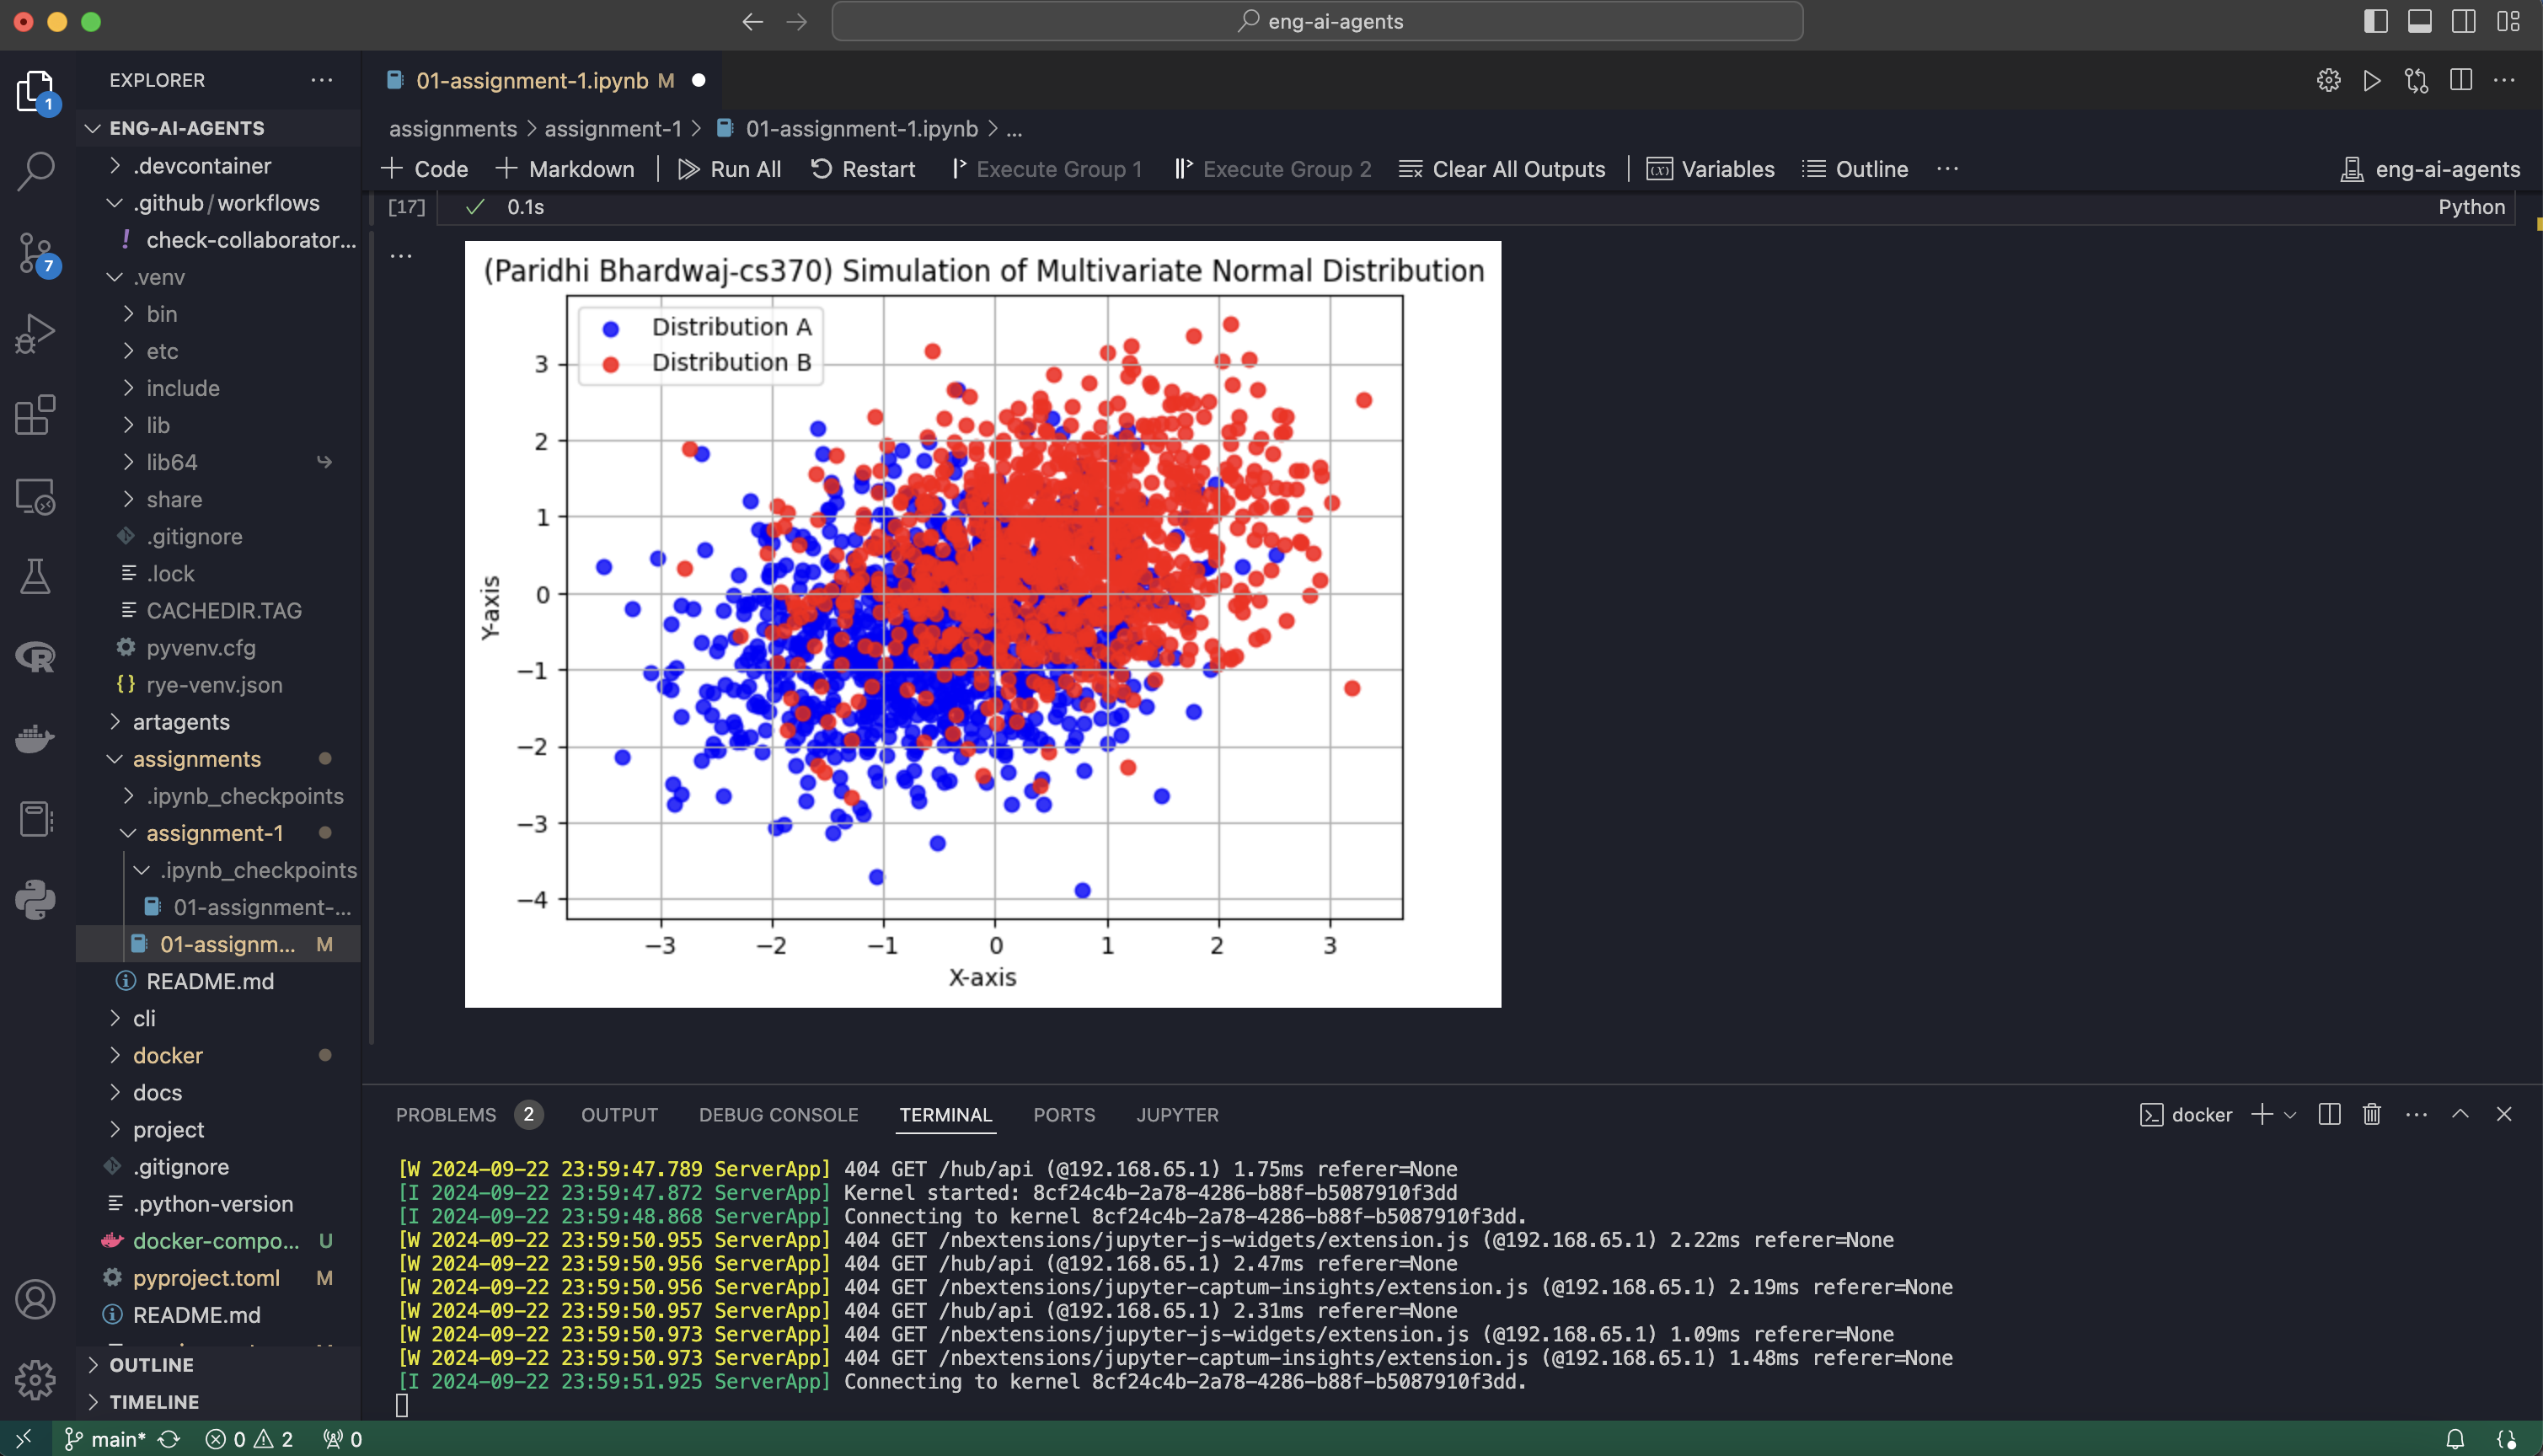 eng-ai-agents
1
7
EXPLORER
ENG-AI-AGENTS
.devcontainer
.github/workflows
! check-collaborator...
.venv
bin
etc
include
lib
lib64
share
.gitignore
.lock
CACHEDIR.TAG
pyvenv.cfg
{} rye-venv.json
artagents
assignments
.ipynb_checkpoints
assignment-1
.ipynb_checkpoints
01-assignment-...
01-assignm... M
README.md
cli
docker
docs
project
.gitignore
.python-version
docker-compo... U
pyproject.toml M
README.md
OUTLINE
TIMELINE
01-assignment-1.ipynb M
assignments > assignment-1 > 01-assignment-1.ipynb > ...
Code Markdown Run All Restart Execute Group 1 Execute Group 2 Clear All Outputs Variables Outline ... eng-ai-agents
[17] 0.1s Python
(Paridhi Bhardwaj-cs370) Simulation of Multivariate Normal Distribution
Distribution A
Distribution B
3
2
1
0
−1
−2
−3
−4
Y-axis
−3 −2 −1 0 1 2 3
X-axis
PROBLEMS 2 OUTPUT DEBUG CONSOLE TERMINAL PORTS JUPYTER docker
[W 2024-09-22 23:59:47.789 ServerApp] 404 GET /hub/api (@192.168.65.1) 1.75ms referer=None
[I 2024-09-22 23:59:47.872 ServerApp] Kernel started: 8cf24c4b-2a78-4286-b88f-b5087910f3dd
[I 2024-09-22 23:59:48.868 ServerApp] Connecting to kernel 8cf24c4b-2a78-4286-b88f-b5087910f3dd.
[W 2024-09-22 23:59:50.955 ServerApp] 404 GET /nbextensions/jupyter-js-widgets/extension.js (@192.168.65.1) 2.22ms referer=None
[W 2024-09-22 23:59:50.956 ServerApp] 404 GET /hub/api (@192.168.65.1) 2.47ms referer=None
[W 2024-09-22 23:59:50.956 ServerApp] 404 GET /nbextensions/jupyter-captum-insights/extension.js (@192.168.65.1) 2.19ms referer=None
[W 2024-09-22 23:59:50.957 ServerApp] 404 GET /hub/api (@192.168.65.1) 2.31ms referer=None
[W 2024-09-22 23:59:50.973 ServerApp] 404 GET /nbextensions/jupyter-js-widgets/extension.js (@192.168.65.1) 1.09ms referer=None
[W 2024-09-22 23:59:50.973 ServerApp] 404 GET /nbextensions/jupyter-captum-insights/extension.js (@192.168.65.1) 1.48ms referer=None
[I 2024-09-22 23:59:51.925 ServerApp] Connecting to kernel 8cf24c4b-2a78-4286-b88f-b5087910f3dd.
main* 0 2 0